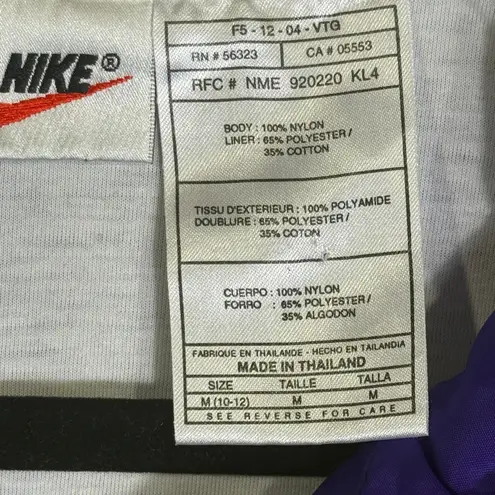 NIKE®
F5 - 12 - 04 - VTG
RN # 56323 CA # 05553
RFC # NME 920220 KL4
BODY : 100% NYLON
LINER : 65% POLYESTER /
35% COTTON
TISSU D'EXTERIEUR : 100% POLYAMIDE
DOUBLURE : 65% POLYESTER /
35% COTON
CUERPO : 100% NYLON
FORRO : 65% POLYESTER /
35% ALGODON
FABRIQUE EN THAILANDE - HECHO EN TAILANDIA
MADE IN THAILAND
SIZE TAILLE TALLA
M (10-12) M M
SEE REVERSE FOR CARE